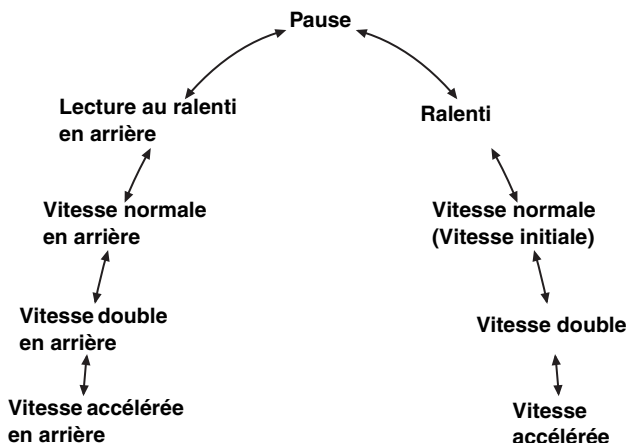 Pause
Lecture au ralenti
en arrière
Ralenti
Vitesse normale
en arrière
Vitesse normale
(Vitesse initiale)
Vitesse double
en arrière
Vitesse double
Vitesse accélérée
en arrière
Vitesse
accélérée